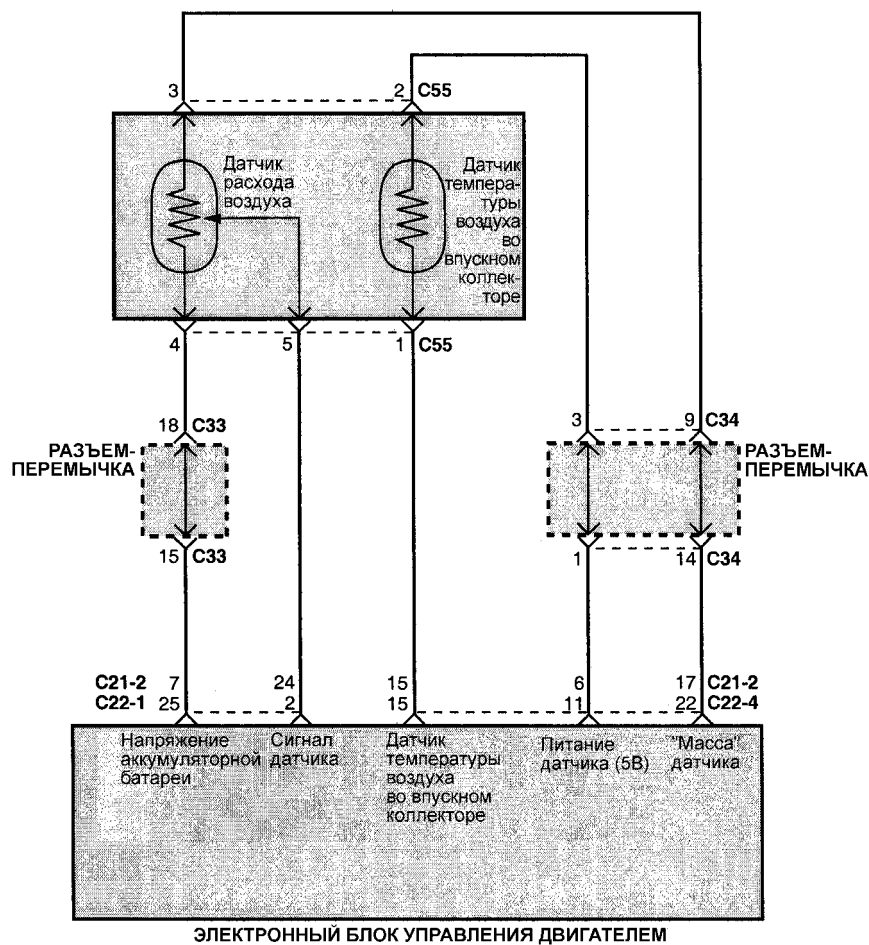 3 2 C55
Датчик
расхода
воздуха
Датчик
темпера-
туры
воздуха
во
впускном
коллек-
торе
4 5 1 C55
18 C33
3 9 C34
РАЗЪЕМ-
ПЕРЕМЫЧКА
РАЗЪЕМ-
ПЕРЕМЫЧКА
15 C33
1 14 C34
C21-2 7 24 15 6 17 C21-2
C22-1 25 2 15 11 22 C22-4
Напряжение
аккумуляторной
батареи
Сигнал
датчика
Датчик
температуры
воздуха
во впускном
коллекторе
Питание
датчика (5В)
"Масса"
датчика
ЭЛЕКТРОННЫЙ БЛОК УПРАВЛЕНИЯ ДВИГАТЕЛЕМ